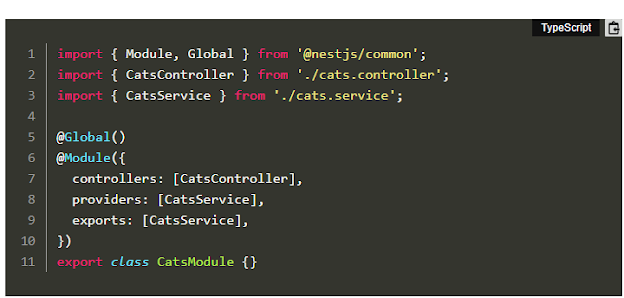 TypeScript
1 import { Module, Global } from '@nestjs/common';
2 import { CatsController } from './cats.controller';
3 import { CatsService } from './cats.service';
4
5 @Global()
6 @Module({
7   controllers: [CatsController],
8   providers: [CatsService],
9   exports: [CatsService],
10 })
11 export class CatsModule {}